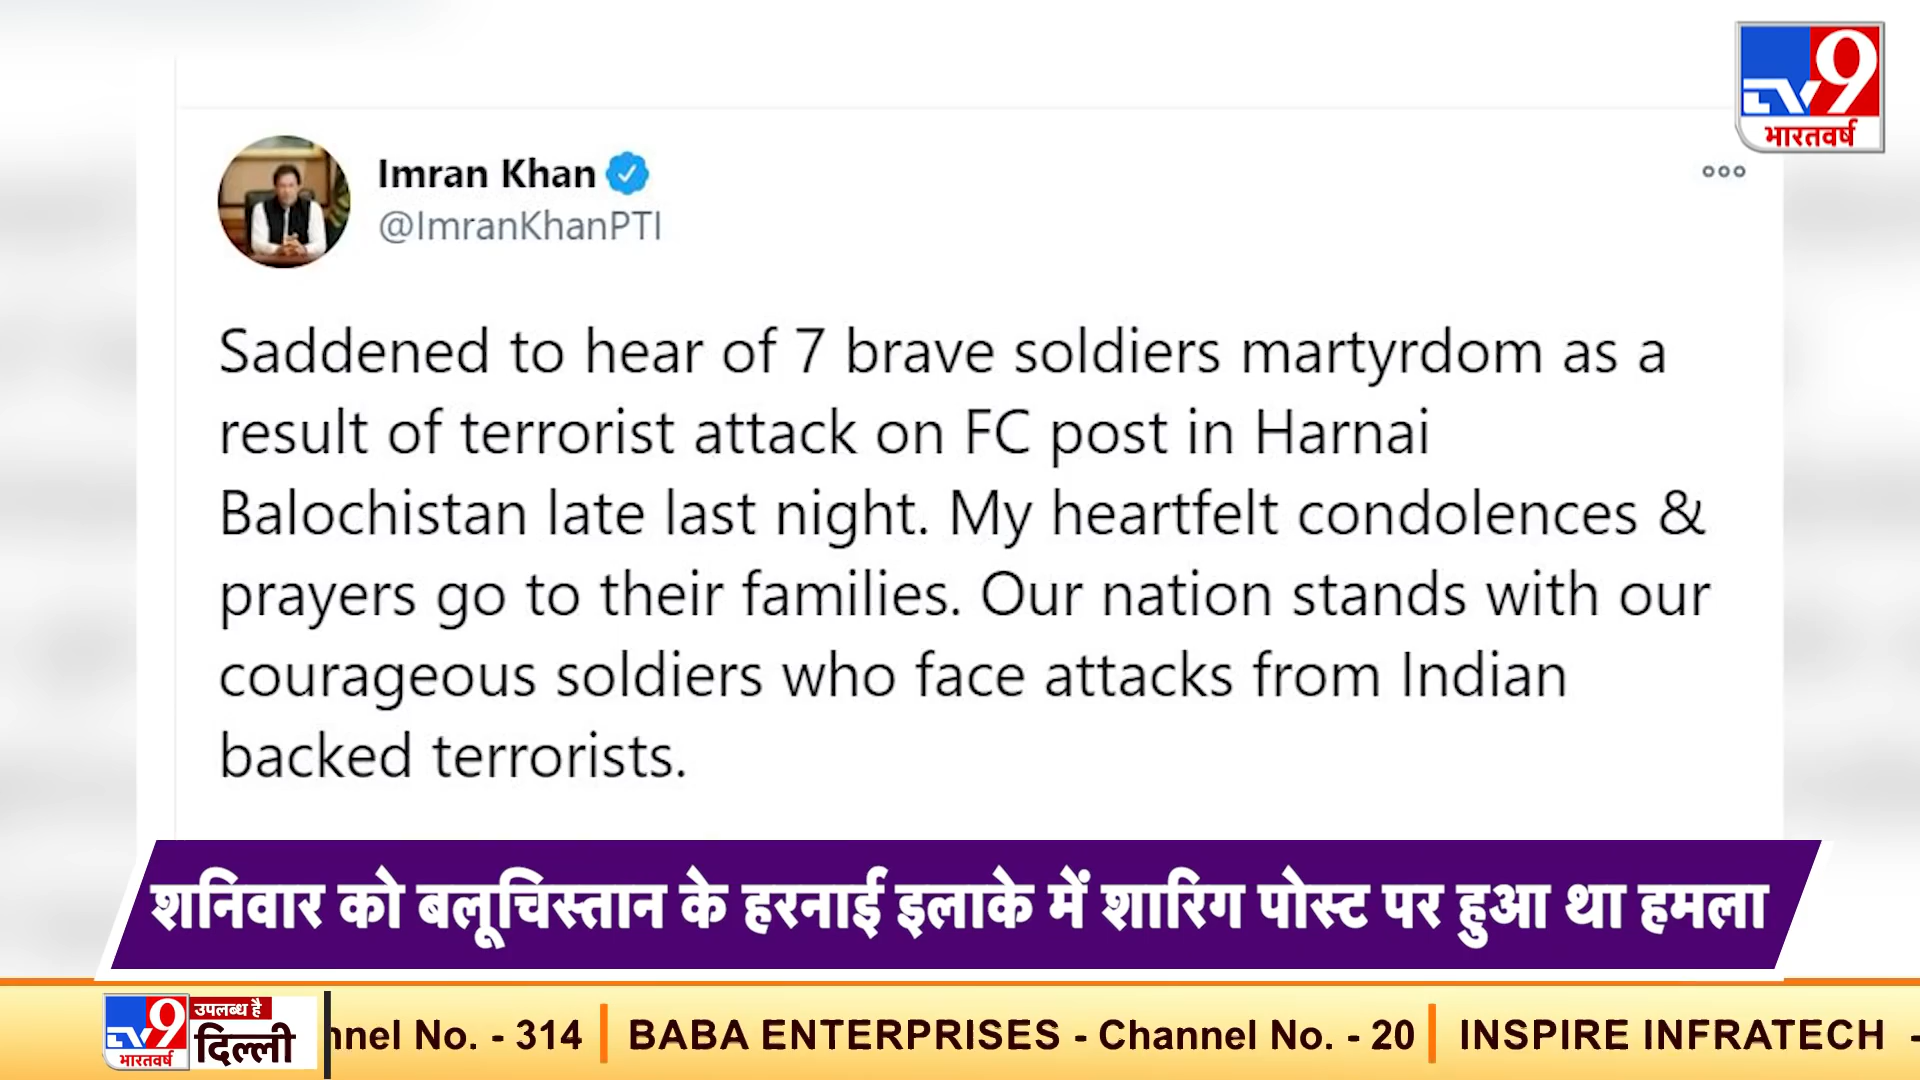 TV9
भारतवर्ष
Imran Khan
@ImranKhanPTI
Saddened to hear of 7 brave soldiers martyrdom as a
result of terrorist attack on FC post in Harnai
Balochistan late last night. My heartfelt condolences &
prayers go to their families. Our nation stands with our
courageous soldiers who face attacks from Indian
backed terrorists.
शनिवार को बलूचिस्तान के हरनाई इलाके में शारिग पोस्ट पर हुआ था हमला
TV9
भारतवर्ष
उपलब्ध है
दिल्ली
nnel No. - 314 | BABA ENTERPRISES - Channel No. - 20 | INSPIRE INFRATECH -